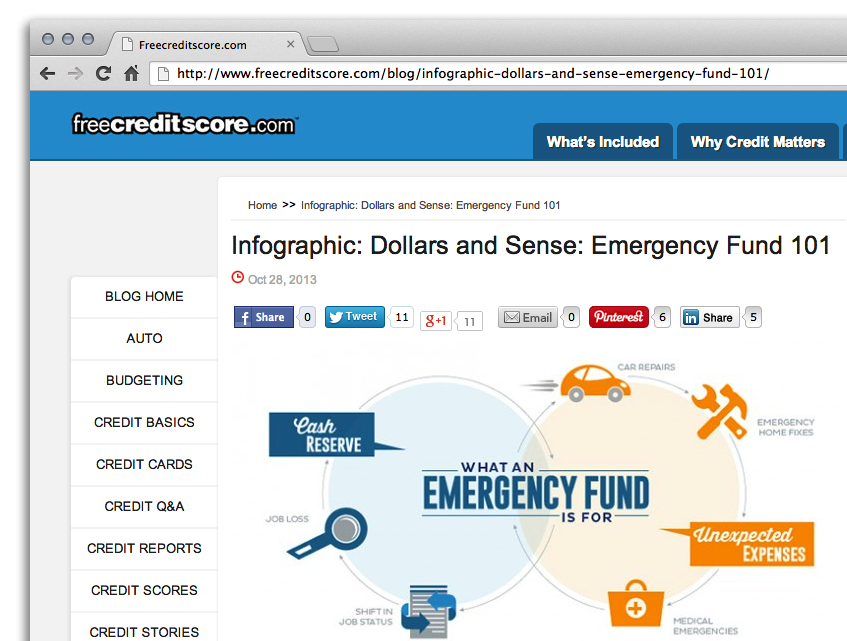 Freecreditscore.com
http://www.freecreditscore.com/blog/infographic-dollars-and-sense-emergency-fund-101/
freecreditscore.com™
What's Included
Why Credit Matters
Home >> Infographic: Dollars and Sense: Emergency Fund 101
Infographic: Dollars and Sense: Emergency Fund 101
Oct 28, 2013
f Share 0
Tweet 11
g+1 11
Email 0
Pinterest 6
in Share 5
BLOG HOME
AUTO
BUDGETING
CREDIT BASICS
CREDIT CARDS
CREDIT Q&A
CREDIT REPORTS
CREDIT SCORES
CREDIT STORIES
CAR REPAIRS
Cash
RESERVE
EMERGENCY
HOME FIXES
WHAT AN
EMERGENCY FUND
IS FOR
JOB LOSS
Unexpected
EXPENSES
SHIFT IN
JOB STATUS
MEDICAL
EMERGENCIES